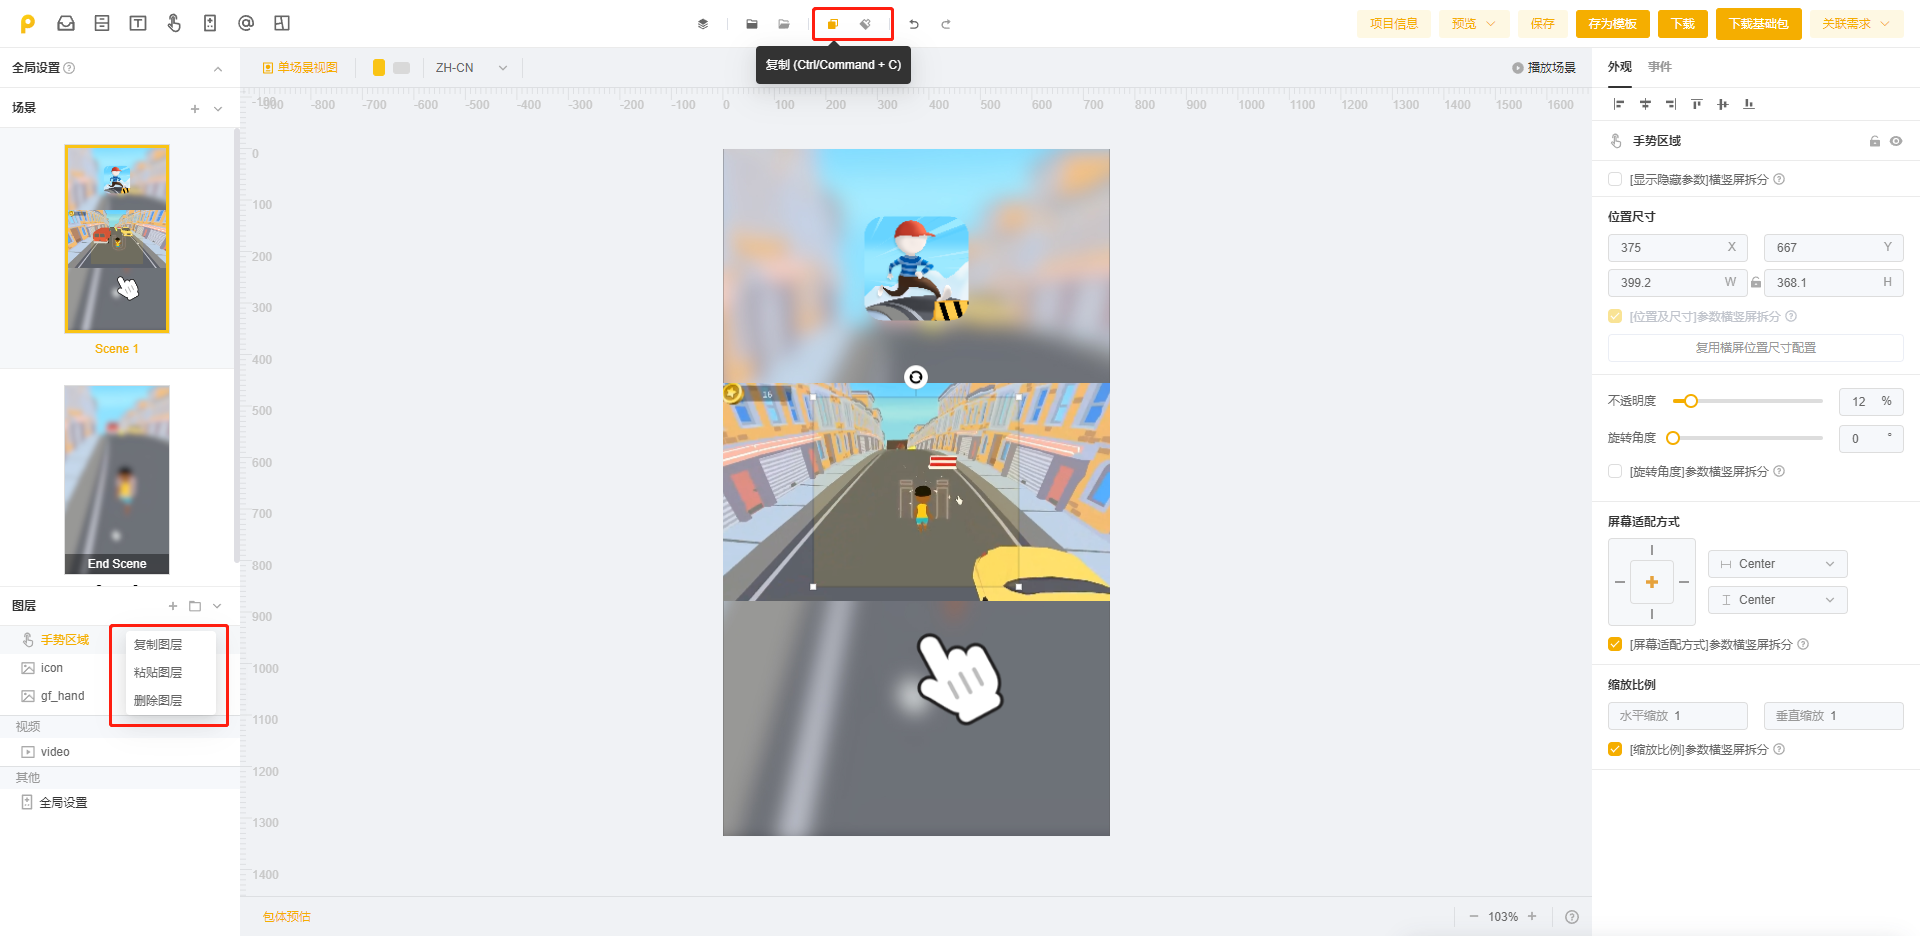 项目信息
预览
保存
存为模板
下载
下载基础包
关联需求
复制 (Ctrl/Command + C)
全局设置
单场景视图
ZH-CN
播放场景
外观
事件
场景
-100
-900
-800
-700
-600
-500
-400
-300
-200
-100
0
100
200
300
400
500
600
700
800
900
1000
1100
1200
1300
1400
1500
1600
0
100
200
300
400
500
600
700
800
900
1000
1100
1200
1300
1400
Scene 1
End Scene
图层
手势区域
icon
gf_hand
视频
video
其他
全局设置
复制图层
粘贴图层
删除图层
16
包体预估
103%
手势区域
[显示隐藏参数]横竖屏拆分
位置尺寸
375 X
667 Y
399.2 W
368.1 H
[位置及尺寸]参数横竖屏拆分
复用横屏位置尺寸配置
不透明度
12 %
旋转角度
0 °
[旋转角度]参数横竖屏拆分
屏幕适配方式
Center
Center
[屏幕适配方式]参数横竖屏拆分
缩放比例
水平缩放 1
垂直缩放 1
[缩放比例]参数横竖屏拆分